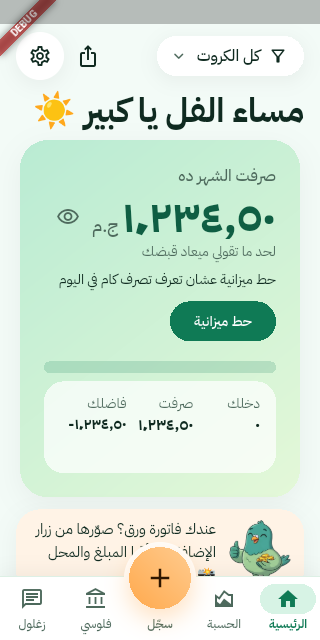 DEBUG
كل الكروت
مساء الفل يا كبير ☀️
صرفت الشهر ده
١,٢٣٤,٥٠ ج.م
لحد ما تقولي ميعاد قبضك
حط ميزانية عشان تعرف تصرف كام في اليوم
حط ميزانية
دخلك صرفت فاضلك
٠ ١,٢٣٤,٥٠ -١,٢٣٤,٥٠
عندك فاتورة ورق؟ صوّرها من زرار
المبلغ والمحل
الرئيسية الحسبة سجّل فلوسي زغلول